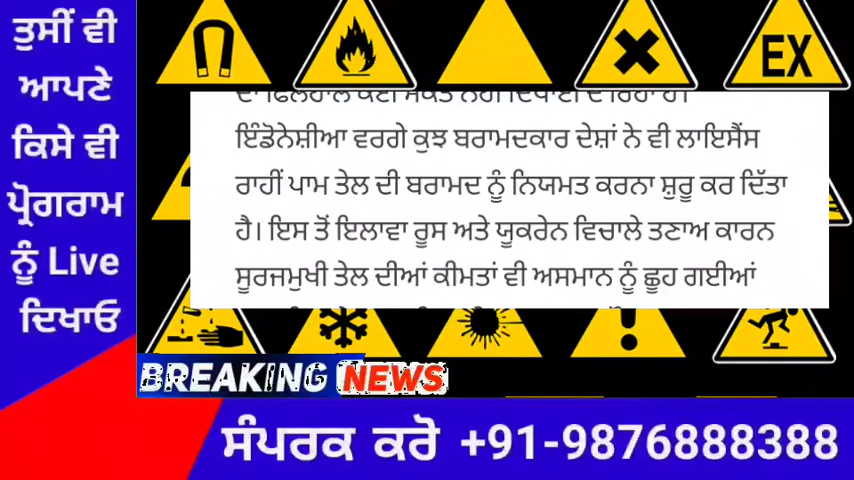 ਤੁਸੀਂ ਵੀ
ਆਪਣੇ
ਕਿਸੇ ਵੀ
ਪ੍ਰੋਗਰਾਮ
ਨੂੰ Live
ਦਿਖਾਓ
EX
ਇੰਡੋਨੇਸ਼ੀਆ ਵਰਗੇ ਕੁਝ ਬਰਾਮਦਕਾਰ ਦੇਸ਼ਾਂ ਨੇ ਵੀ ਲਾਇਸੈਂਸ
ਰਾਹੀਂ ਪਾਮ ਤੇਲ ਦੀ ਬਰਾਮਦ ਨੂੰ ਨਿਯਮਤ ਕਰਨਾ ਸ਼ੁਰੂ ਕਰ ਦਿੱਤਾ
ਹੈ। ਇਸ ਤੋਂ ਇਲਾਵਾ ਰੂਸ ਅਤੇ ਯੂਕਰੇਨ ਵਿਚਾਲੇ ਤਣਾਅ ਕਾਰਨ
ਸੂਰਜਮੁਖੀ ਤੇਲ ਦੀਆਂ ਕੀਮਤਾਂ ਵੀ ਅਸਮਾਨ ਨੂੰ ਛੂਹ ਗਈਆਂ
BREAKING NEWS
ਸੰਪਰਕ ਕਰੋ +91-9876888388